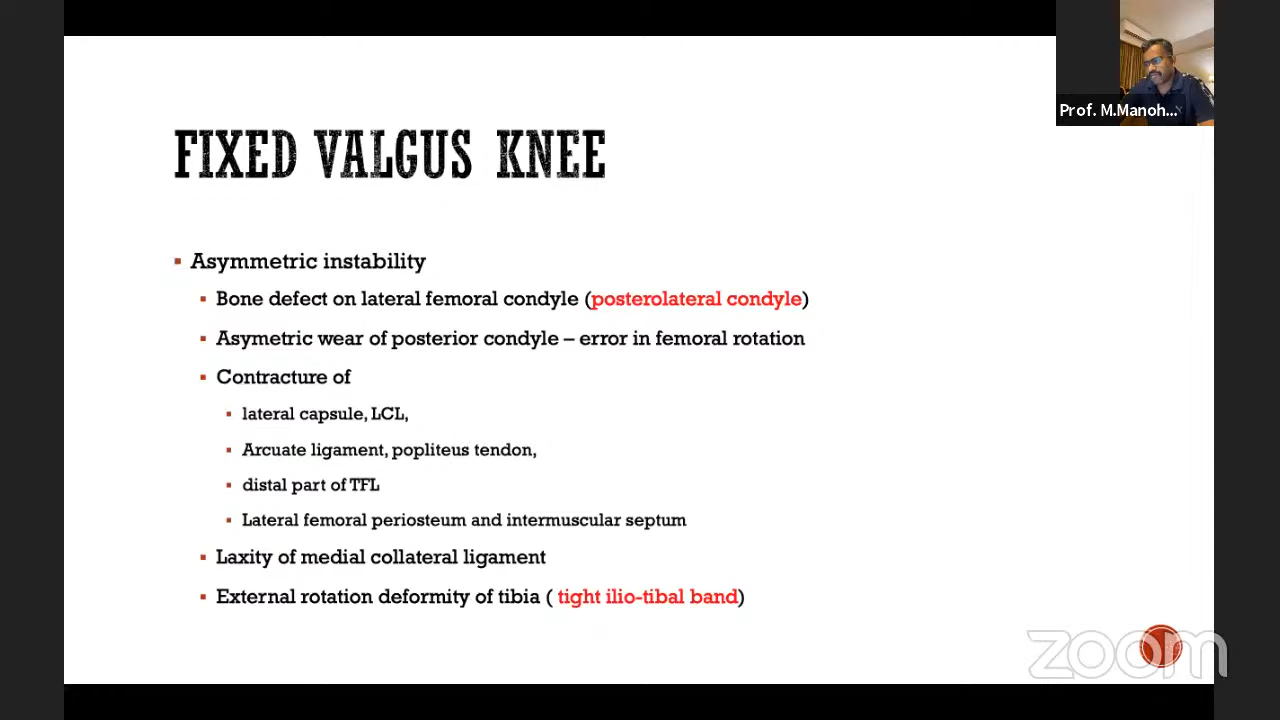 Prof. M.Manoh...
FIXED VALGUS KNEE
Asymmetric instability
Bone defect on lateral femoral condyle (posterolateral condyle)
Asymetric wear of posterior condyle – error in femoral rotation
Contracture of
lateral capsule, LCL,
Arcuate ligament, popliteus tendon,
distal part of TFL
Lateral femoral periosteum and intermuscular septum
Laxity of medial collateral ligament
External rotation deformity of tibia ( tight ilio-tibal band)
zoom